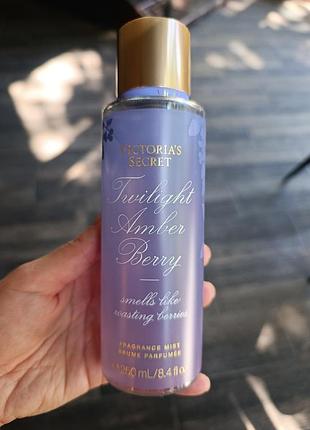 VICTORIA'S
SECRET
Twilight
Amber
Berry
smells like
roasting berries
FRAGRANCE MIST
BRUME PARFUMÉE
250 mL/8.4 fl oz